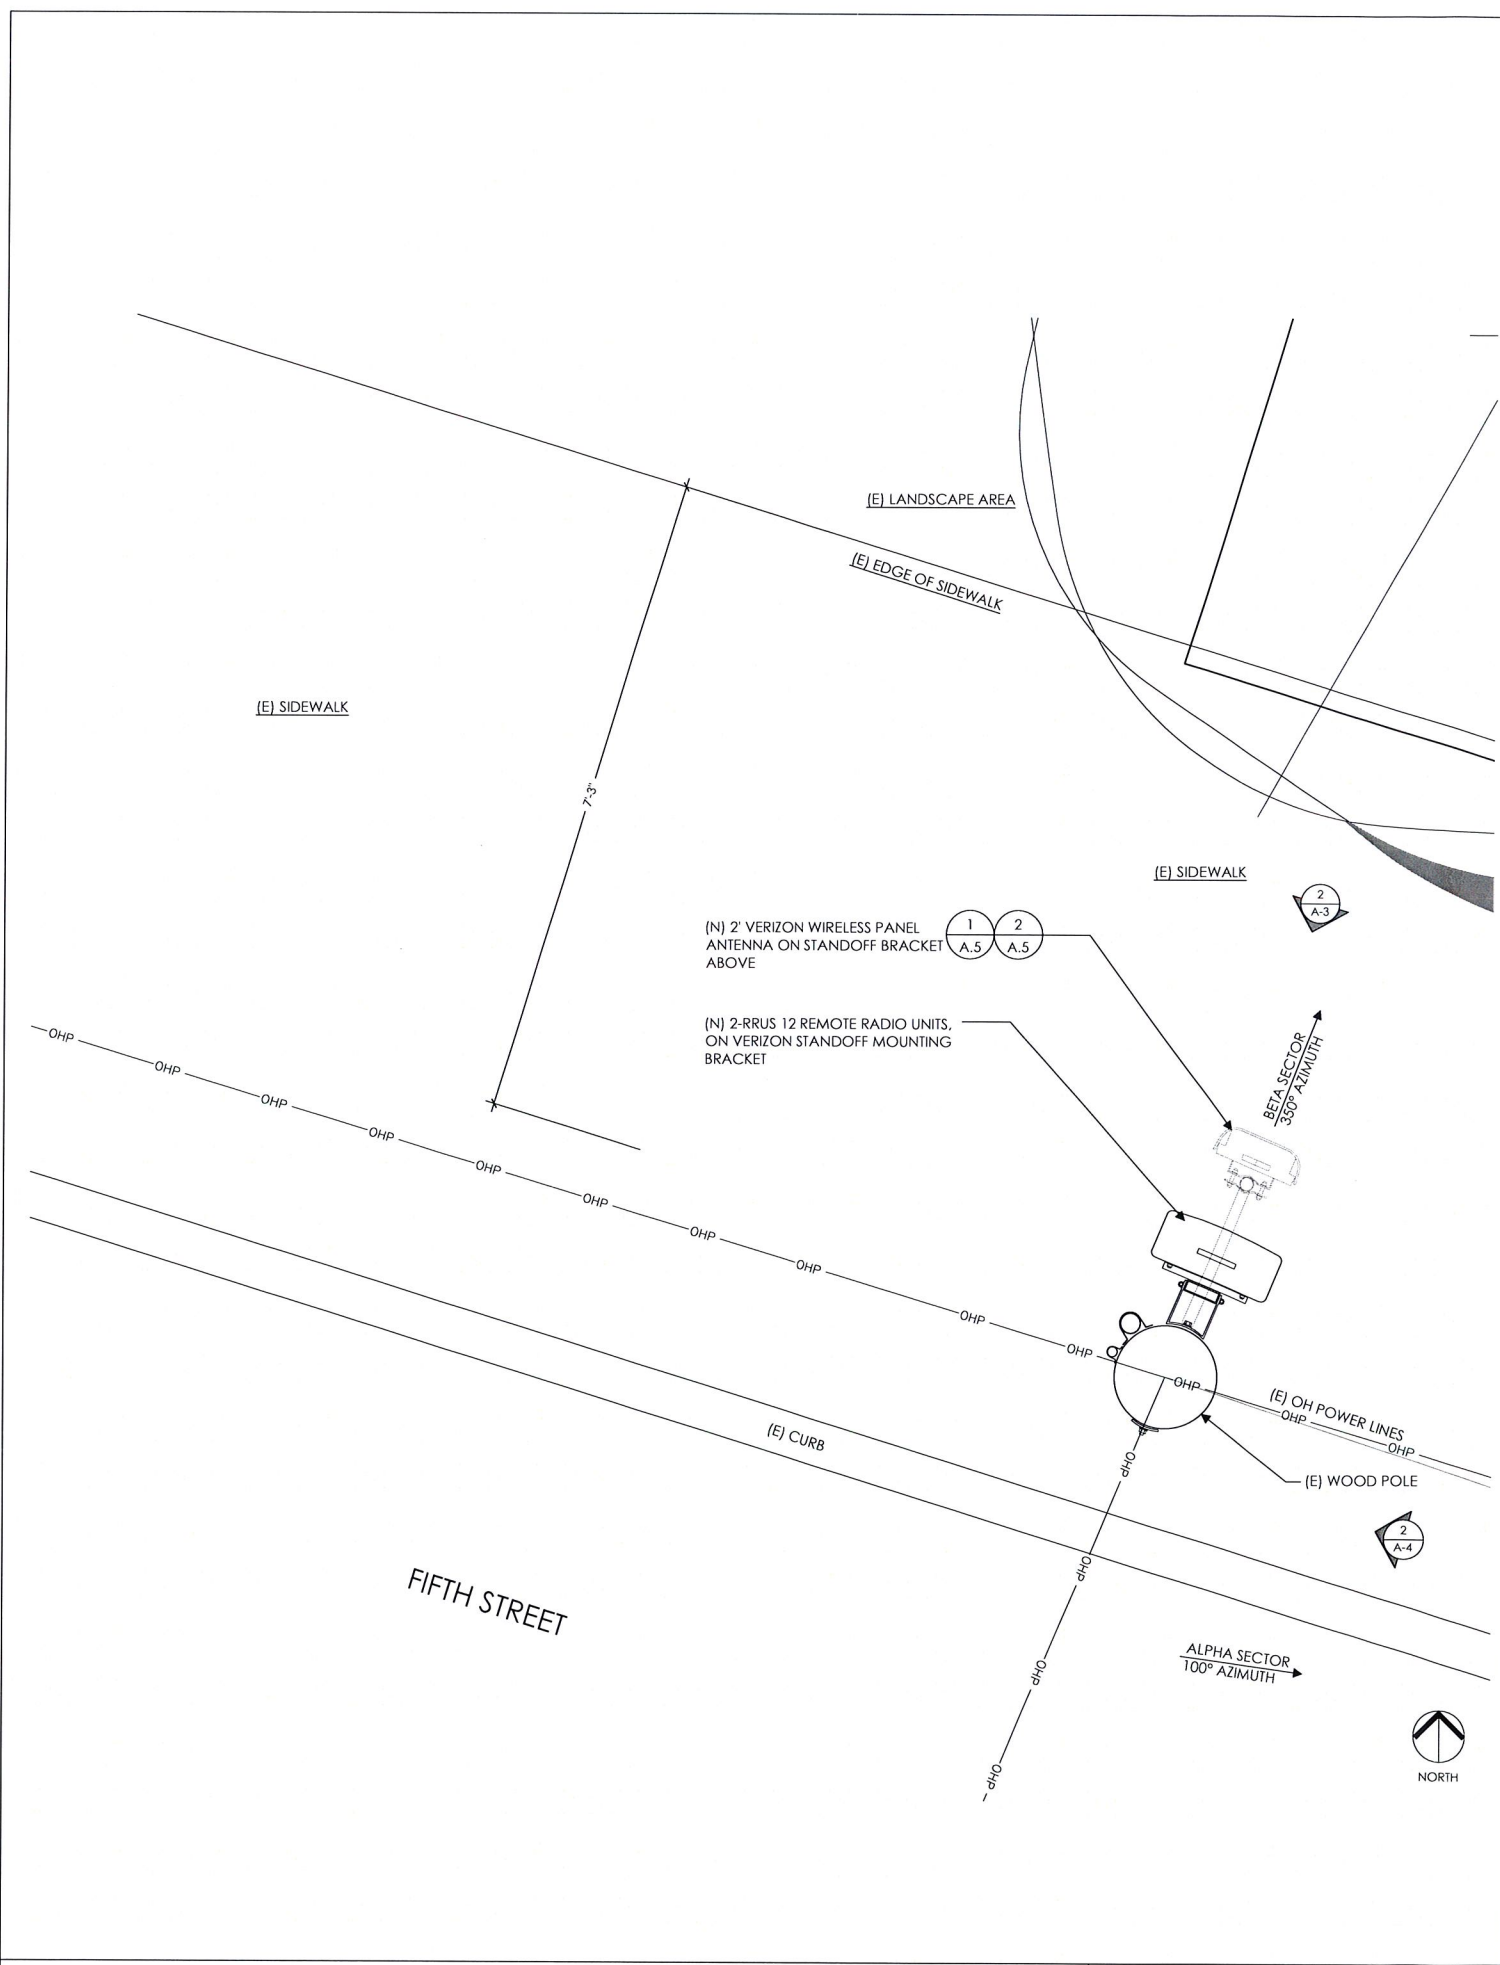 (E) LANDSCAPE AREA
(E) EDGE OF SIDEWALK
(E) SIDEWALK
7'-3"
(E) SIDEWALK
2
A-3
(N) 2' VERIZON WIRELESS PANEL
ANTENNA ON STANDOFF BRACKET
ABOVE
1
A.5
2
A.5
(N) 2-RRUS 12 REMOTE RADIO UNITS,
ON VERIZON STANDOFF MOUNTING
BRACKET
BETA SECTOR
350° AZIMUTH
OHP
OHP
OHP
OHP
OHP
OHP
OHP
OHP
OHP
OHP
OHP
(E) OH POWER LINES
OHP
OHP
(E) CURB
OHP
(E) WOOD POLE
2
A-4
OHP
FIFTH STREET
OHP
ALPHA SECTOR
100° AZIMUTH
OHP
NORTH